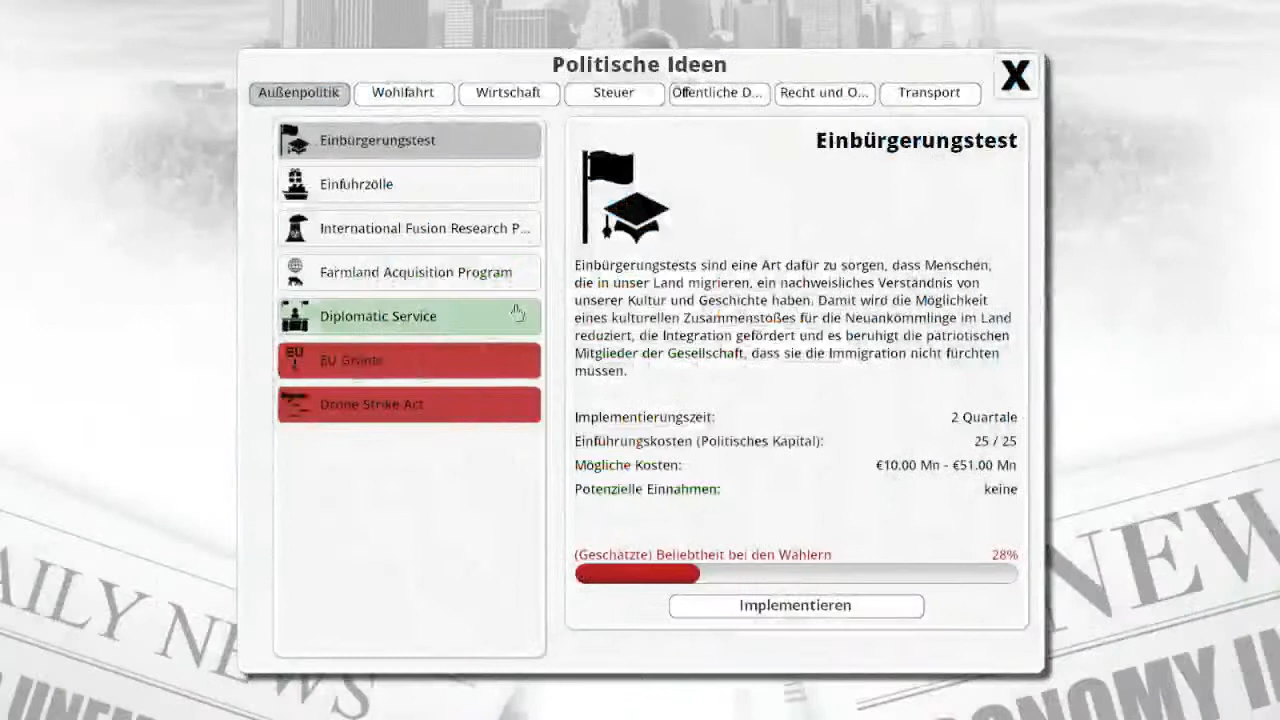 Politische Ideen
X
Außenpolitik
Wohlfahrt
Wirtschaft
Steuer
Öffentliche D...
Recht und O...
Transport
Einbürgerungstest
Einfuhrzölle
International Fusion Research P...
Farmland Acquisition Program
Diplomatic Service
EU Grants
Drone Strike Act
Einbürgerungstest
Einbürgerungstests sind eine Art dafür zu sorgen, dass Menschen,
die in unser Land migrieren, ein nachweisliches Verständnis von
unserer Kultur und Geschichte haben. Damit wird die Möglichkeit
eines kulturellen Zusammenstoßes für die Neuankömmlinge im Land
reduziert, die Integration gefördert und es beruhigt die patriotischen
Mitglieder der Gesellschaft, dass sie die Immigration nicht fürchten
müssen.
Implementierungszeit: 2 Quartale
Einführungskosten (Politisches Kapital): 25 / 25
Mögliche Kosten: €10.00 Mn - €51.00 Mn
Potenzielle Einnahmen: keine
(Geschätzte) Beliebtheit bei den Wählern 28%
Implementieren
AILY NEWS
NEW
ONOMY IN